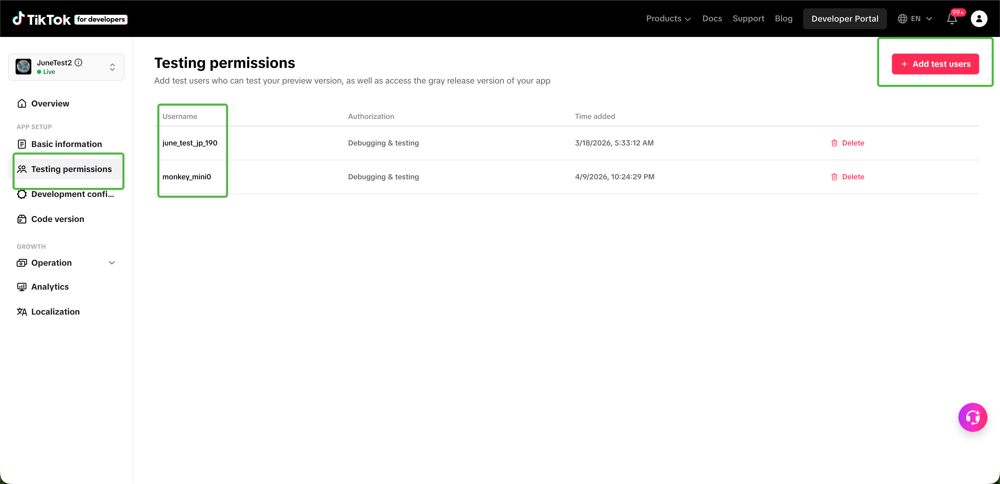 TikTok for developers
Products
Docs
Support
Blog
Developer Portal
EN
99+
JuneTest2
Live
Overview
APP SETUP
Basic information
Testing permissions
Development confi...
Code version
GROWTH
Operation
Analytics
Localization
Testing permissions
Add test users who can test your preview version, as well as access the gray release version of your app
+ Add test users
Username Authorization Time added
june_test_jp_190 Debugging & testing 3/18/2026, 5:33:12 AM Delete
monkey_mini0 Debugging & testing 4/9/2026, 10:24:29 PM Delete